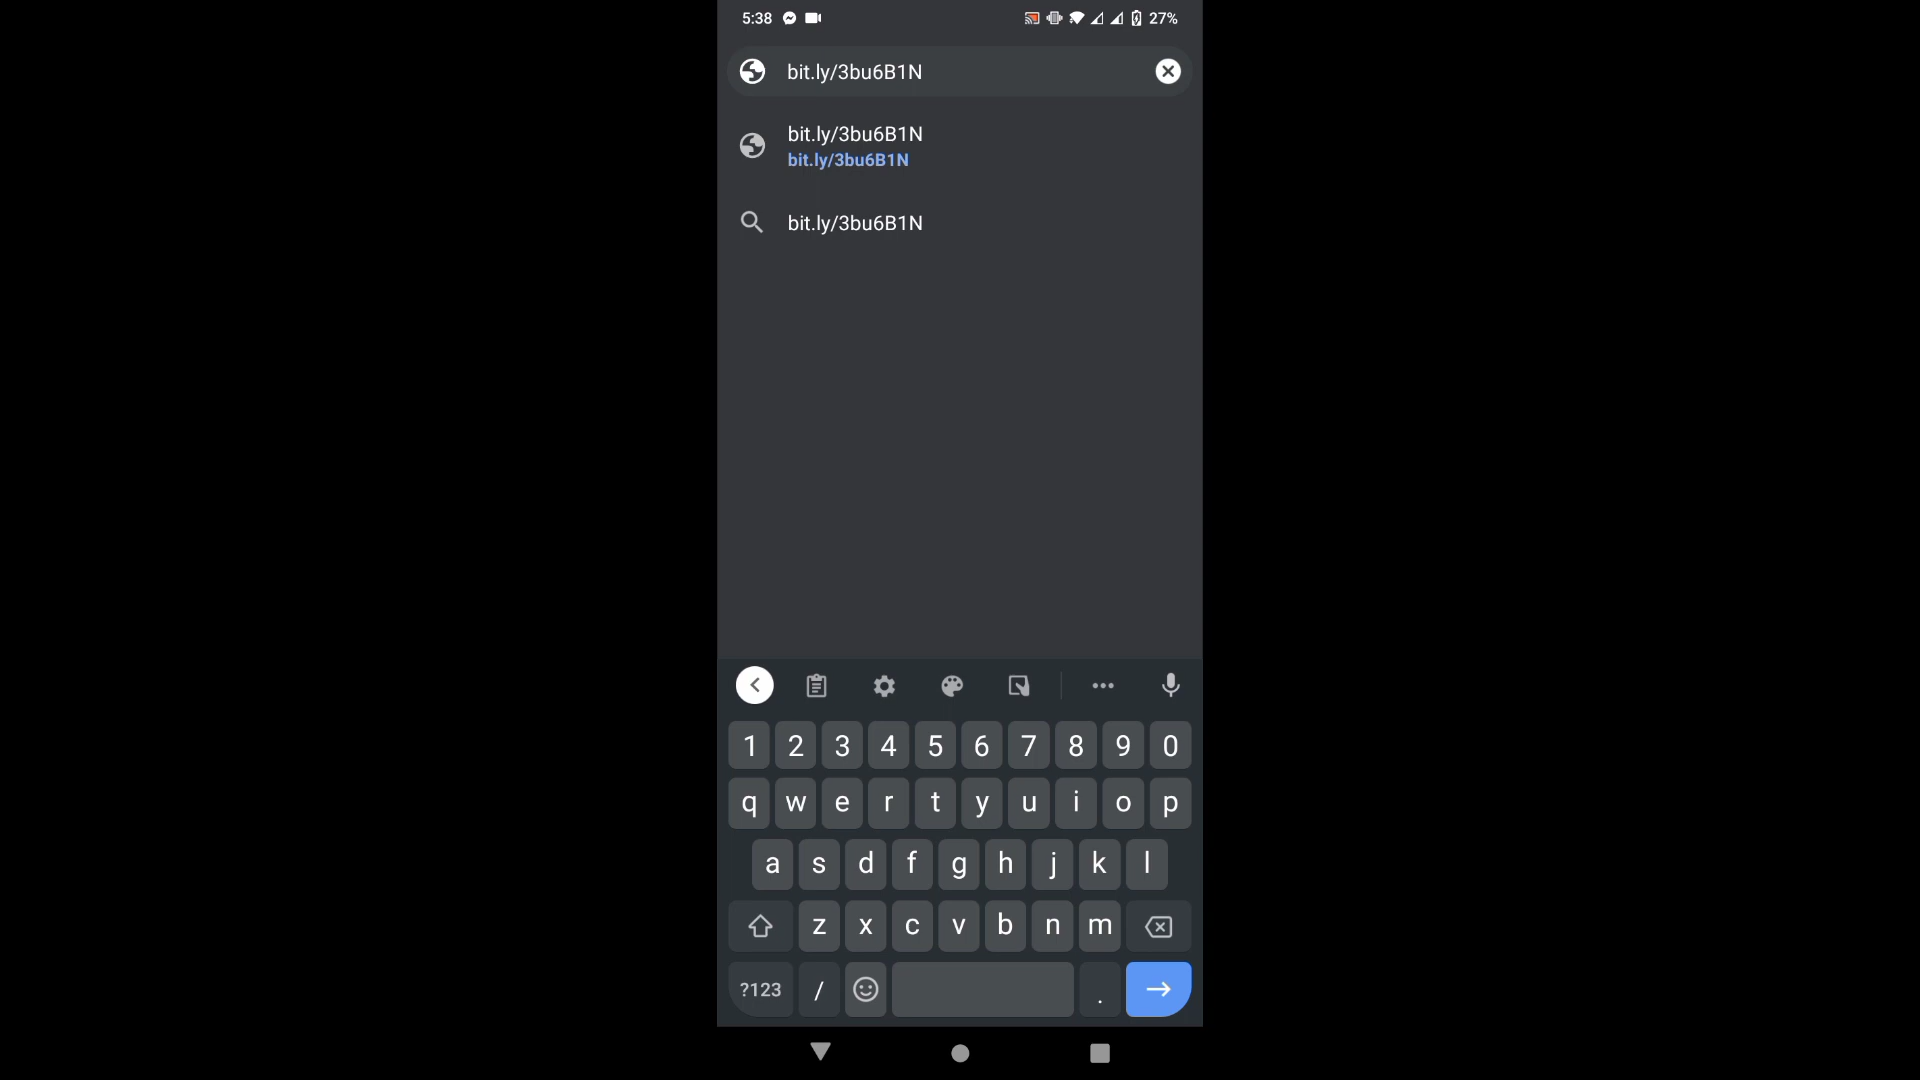 5:38 27%
bit.ly/3bu6B1N
bit.ly/3bu6B1N
bit.ly/3bu6B1N
bit.ly/3bu6B1N
1 2 3 4 5 6 7 8 9 0
q w e r t y u i o p
a s d f g h j k l
z x c v b n m
?123 / .